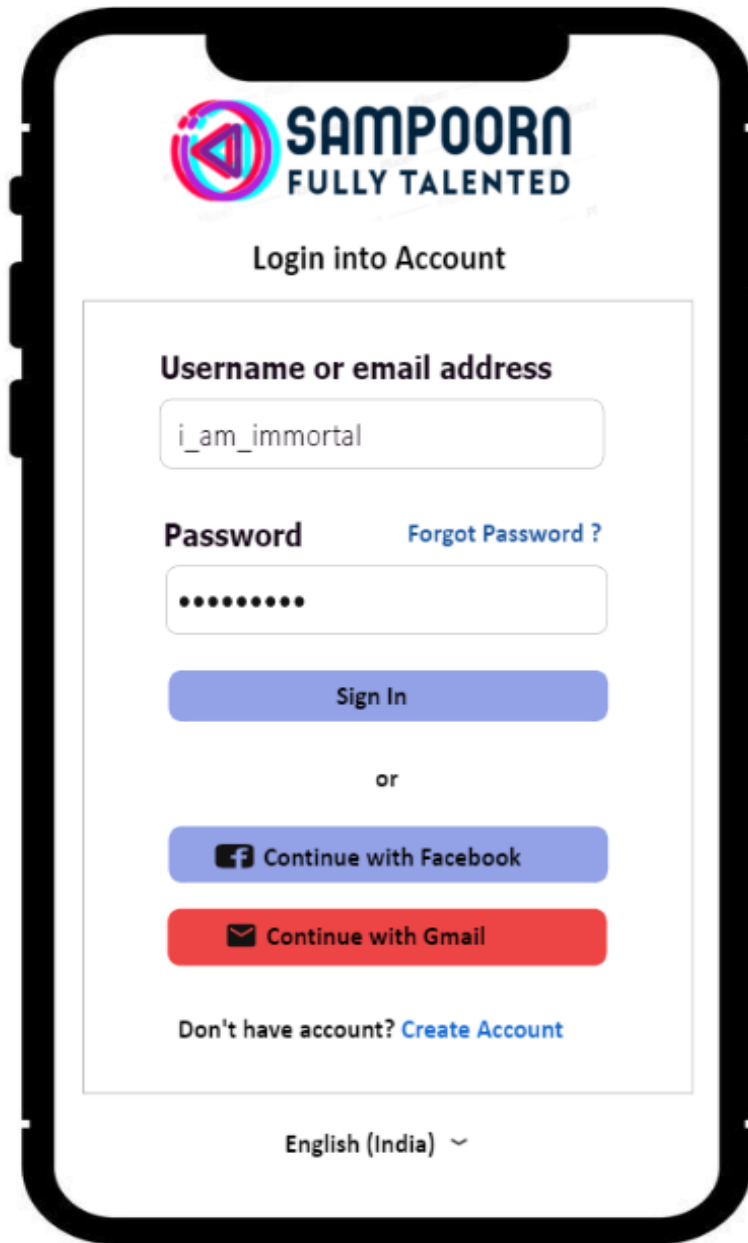 SAMPOORN
FULLY TALENTED
Login into Account
Username or email address
i_am_immortal
Password Forgot Password ?
•••••••••
Sign In
or
Continue with Facebook
Continue with Gmail
Don't have account? Create Account
English (India)